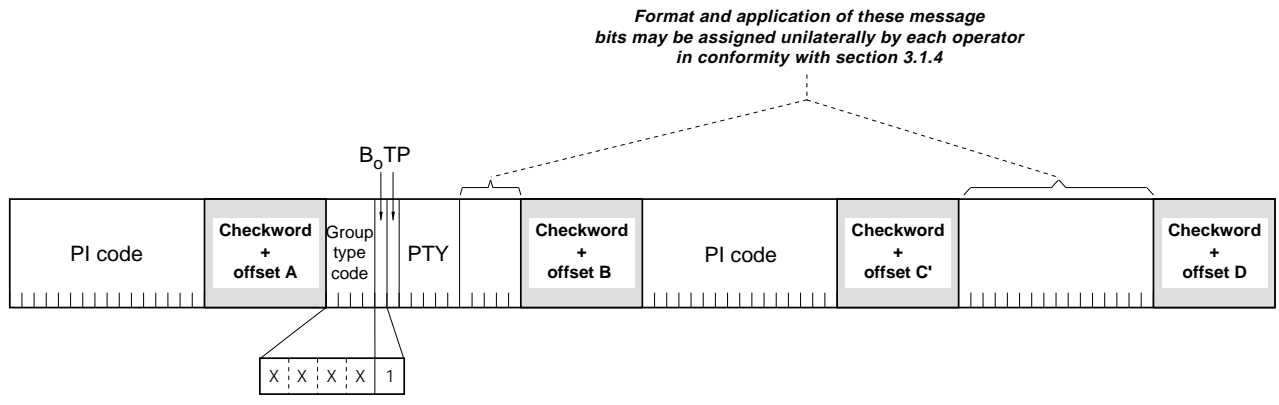 Format and application of these message
bits may be assigned unilaterally by each operator
in conformity with section 3.1.4
BoTP
PI code
Checkword
+
offset A
Group
type
code
PTY
Checkword
+
offset B
PI code
Checkword
+
offset C'
Checkword
+
offset D
X X X X 1